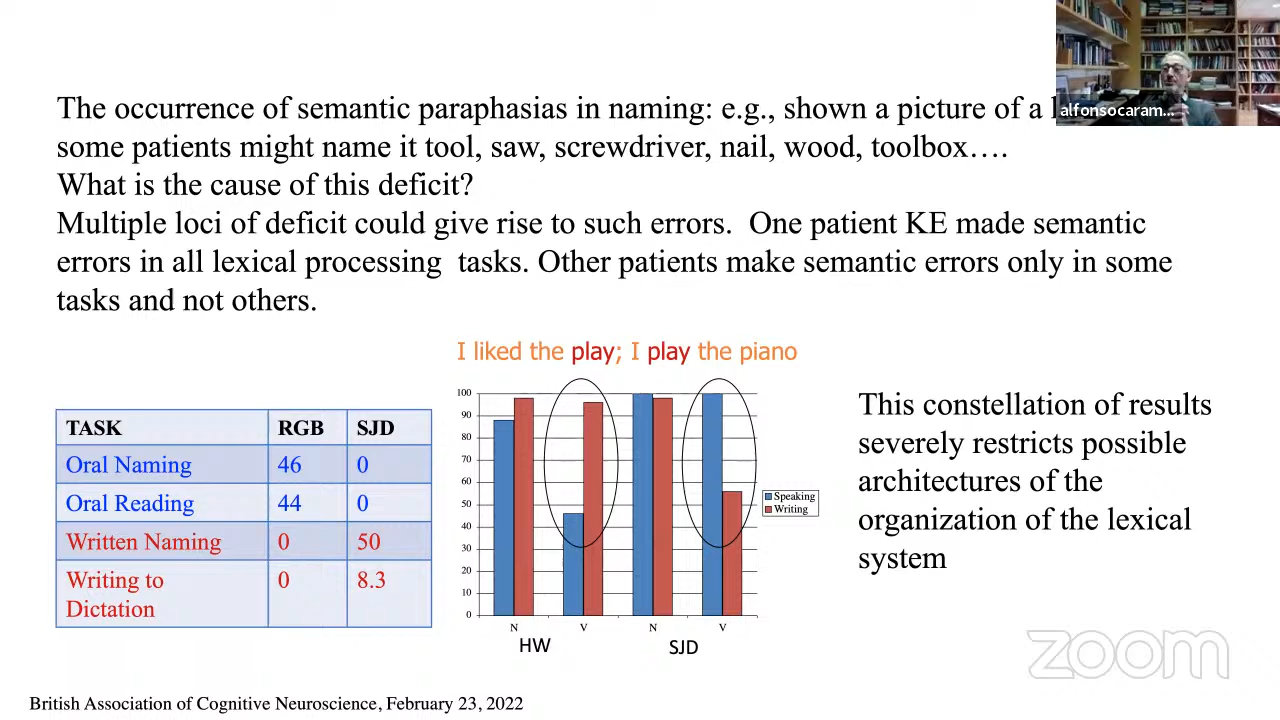 alfonsocaram...
The occurrence of semantic paraphasias in naming: e.g., shown a picture of a
some patients might name it tool, saw, screwdriver, nail, wood, toolbox….
What is the cause of this deficit?
Multiple loci of deficit could give rise to such errors.  One patient KE made semantic
errors in all lexical processing  tasks. Other patients make semantic errors only in some
tasks and not others.
I liked the play; I play the piano
TASK RGB SJD
Oral Naming 46 0
Oral Reading 44 0
Written Naming 0 50
Writing to
Dictation 0 8.3
100
90
80
70
60
50
40
30
20
10
0
N V N V
HW SJD
Speaking
Writing
This constellation of results
severely restricts possible
architectures of the
organization of the lexical
system
zoom
British Association of Cognitive Neuroscience, February 23, 2022